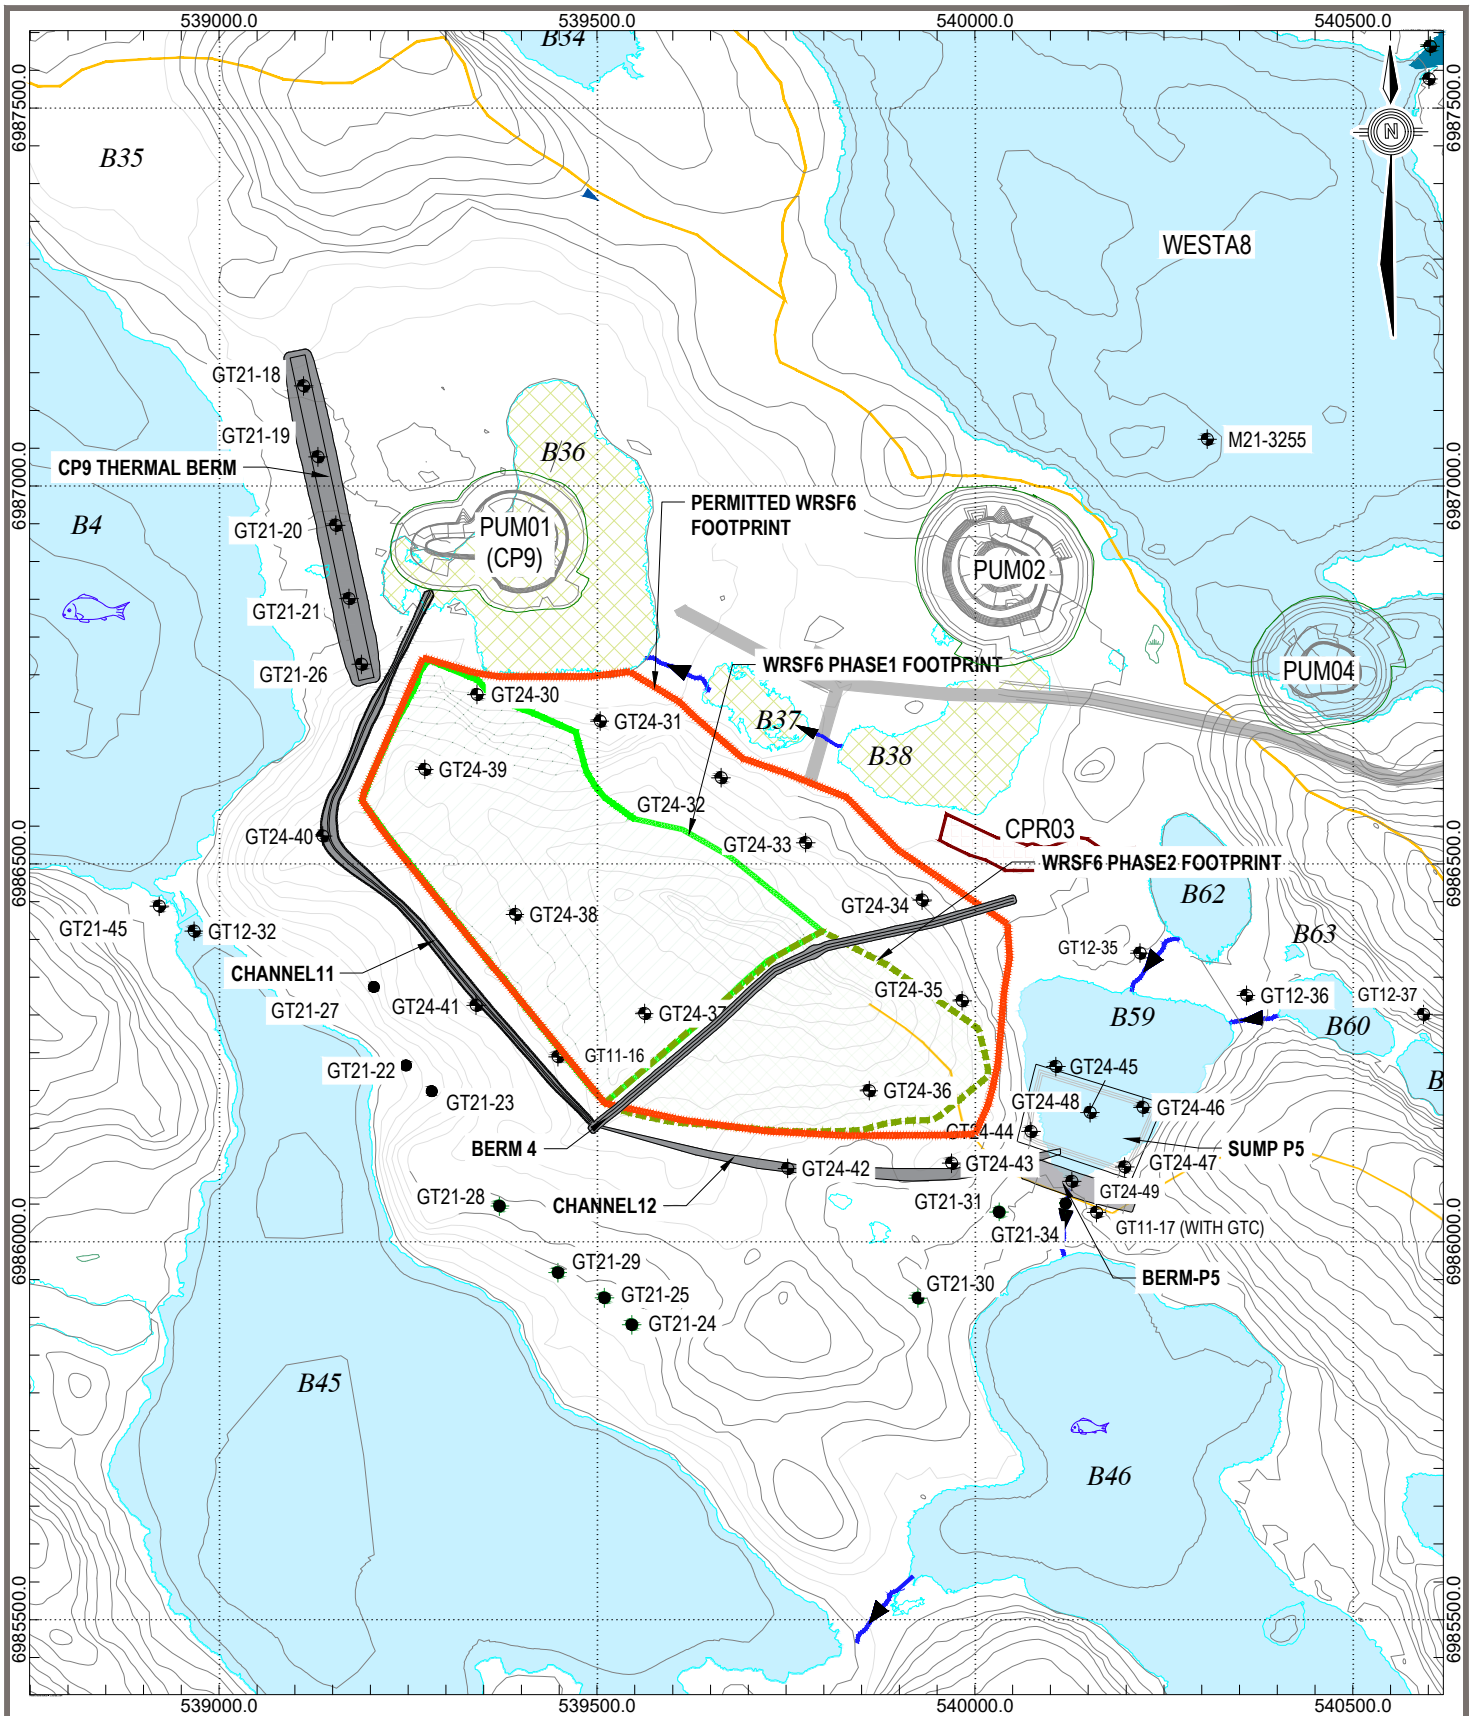 539000.0
539500.0
540000.0
540500.0
B34
6987500.0
6987500.0
N
B35
WESTA8
GT21-18
GT21-19
M21-3255
B36
CP9 THERMAL BERM
6987000.0
6987000.0
PERMITTED WRSF6
FOOTPRINT
B4
GT21-20
PUM01
(CP9)
PUM02
GT21-21
GT21-26
WRSF6 PHASE1 FOOTPRINT
PUM04
GT24-30
GT24-31
B37
B38
GT24-39
GT24-32
GT24-40
GT24-33
CPR03
6986500.0
6986500.0
WRSF6 PHASE2 FOOTPRINT
B62
GT24-38
GT24-34
GT21-45
GT12-32
B63
GT12-35
CHANNEL11
GT24-35
GT12-36
GT12-37
GT21-27
GT24-41
GT24-37
B59
B60
GT11-16
GT21-22
GT24-45
B
GT21-23
GT24-36
GT24-48
GT24-46
GT24-44
BERM 4
SUMP P5
GT24-42
GT24-43
GT24-47
GT24-49
GT21-28
CHANNEL12
GT21-31
GT21-34
GT11-17 (WITH GTC)
6986000.0
6986000.0
GT21-29
BERM-P5
GT21-25
GT21-30
GT21-24
B45
B46
6985500.0
6985500.0
539000.0
539500.0
540000.0
540500.0